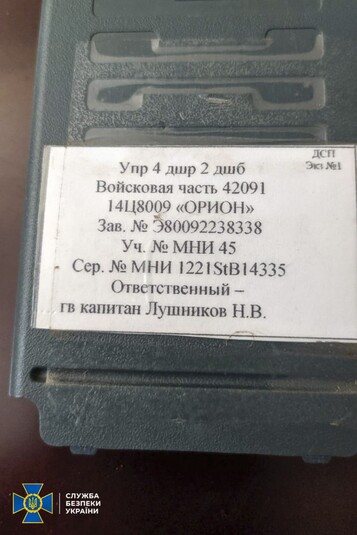 ДСП
Экз №1
Упр 4 дшр 2 дшб
Войсковая часть 42091
14Ц8009 «ОРИОН»
Зав. № Э80092238338
Уч. № МНИ 45
Сер. № МНИ 1221StB14335
Ответственный –
гв капитан Лушников Н.В.
СЛУЖБА
БЕЗПЕКИ
УКРАЇНИ